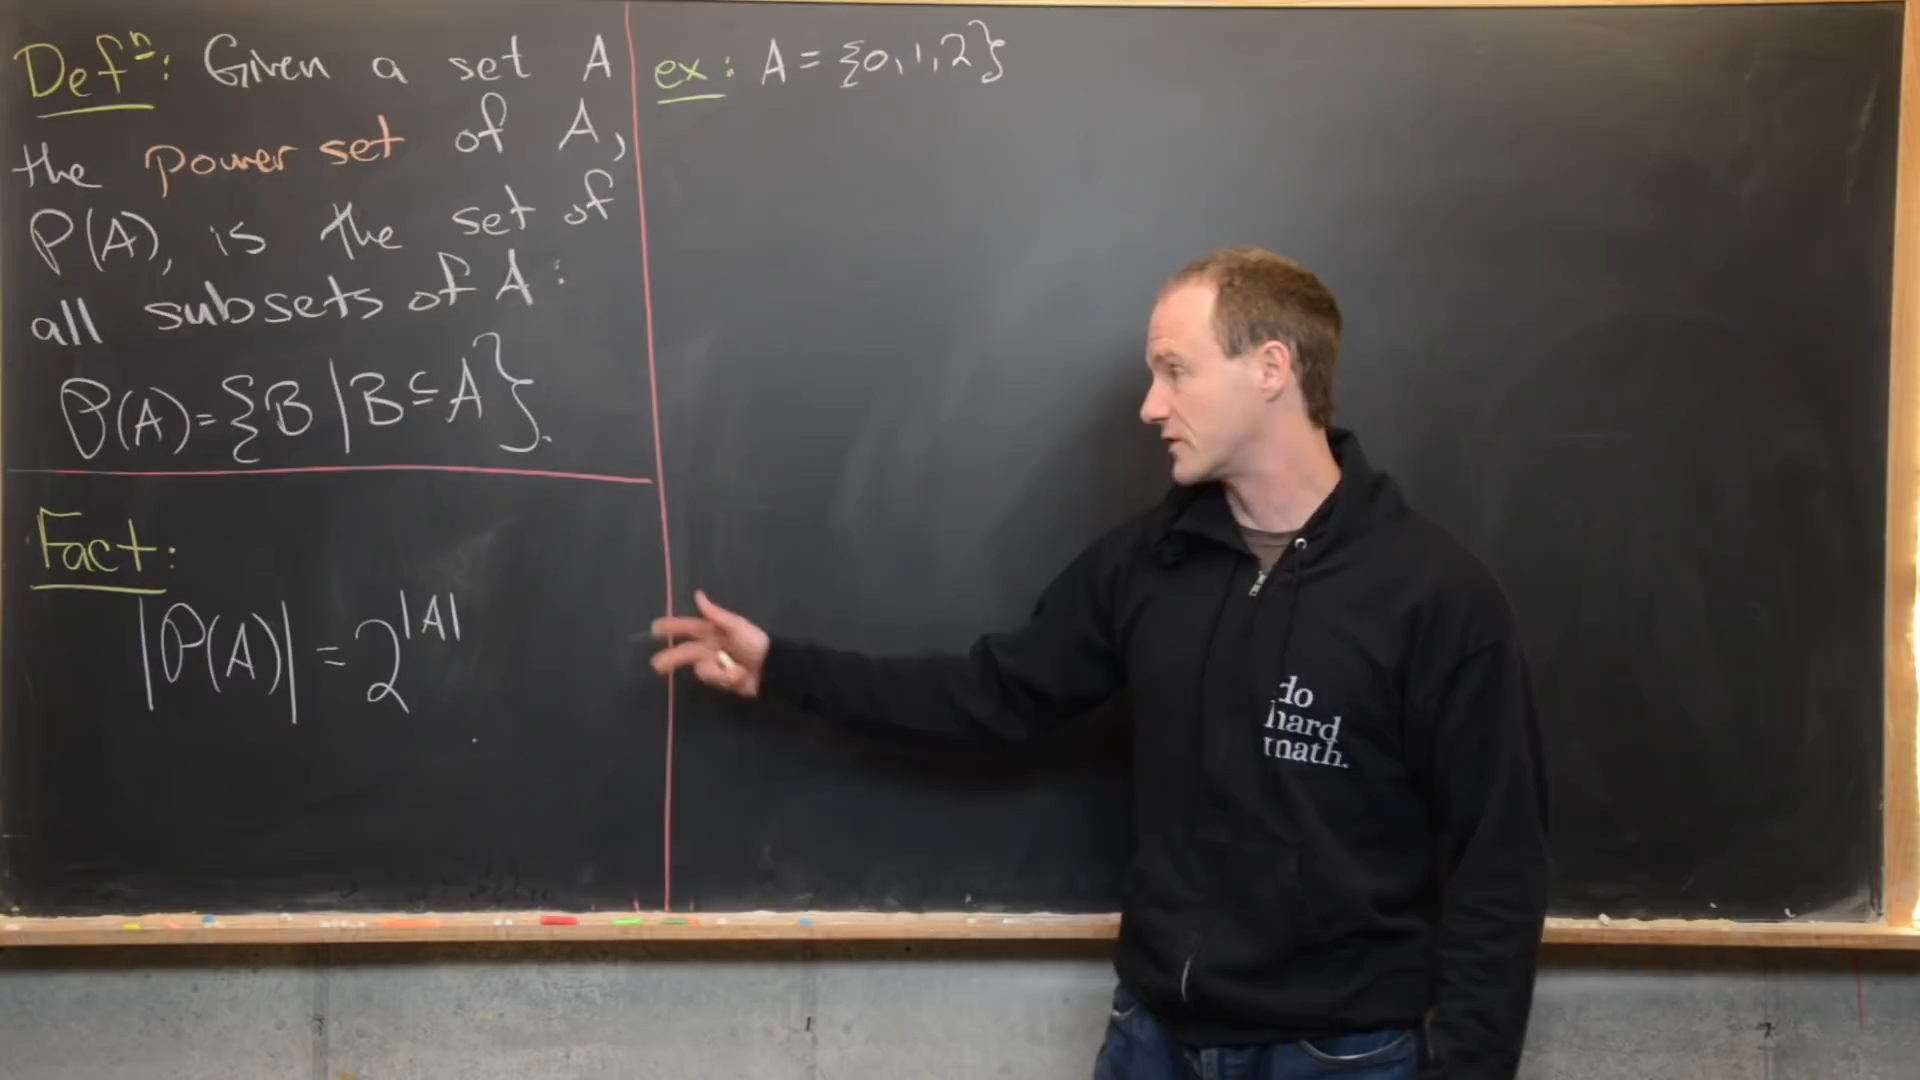 Defⁿ: Given a set A
the power set of A,
P(A), is the set of
all subsets of A:
P(A)={B|B⊆A}.
Fact:
|P(A)| = 2^|A|
ex: A = {0,1,2}
do
hard
math.